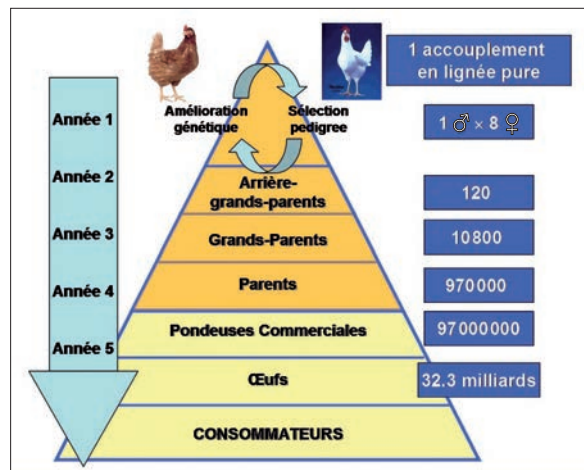 1 accouplement
en lignée pure
Amélioration
génétique
Sélection
pedigree
Année 1
1 ♂ × 8 ♀
Année 2
Arrière-
grands-parents
120
Année 3
Grands-Parents
10800
Année 4
Parents
970000
Pondeuses Commerciales
97000000
Année 5
Œufs
32.3 milliards
CONSOMMATEURS